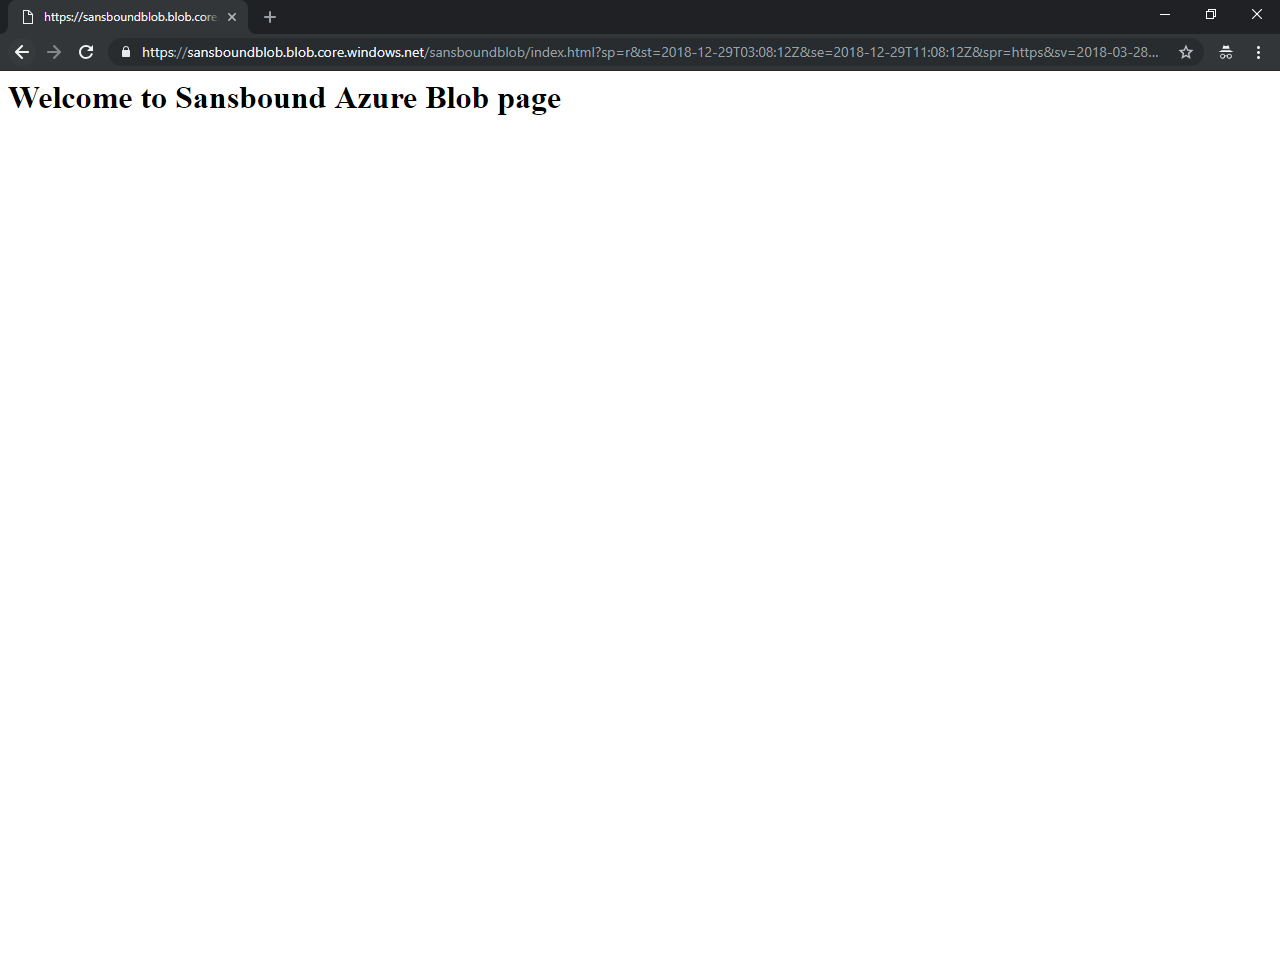 https://sansboundblob.blob.core
https://sansboundblob.blob.core.windows.net/sansboundblob/index.html?sp=r&st=2018-12-29T03:08:12Z&se=2018-12-29T11:08:12Z&spr=https&sv=2018-03-28...
Welcome to Sansbound Azure Blob page